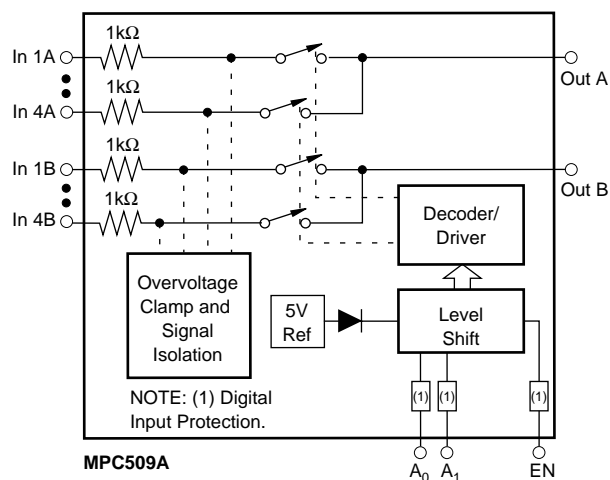 In 1A
1kΩ
Out A
In 4A
1kΩ
In 1B
1kΩ
Out B
In 4B
1kΩ
Decoder/
Driver
Overvoltage
Clamp and
Signal
Isolation
5V
Ref
Level
Shift
NOTE: (1) Digital
Input Protection.
(1)
(1)
(1)
MPC509A
A₀
A₁
EN